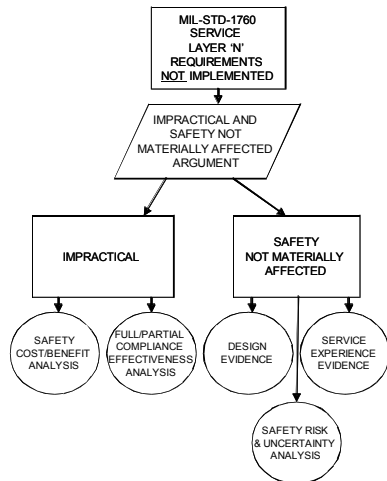 MIL-STD-1760
SERVICE
LAYER ‘N’
REQUIREMENTS
NOT IMPLEMENTED
IMPRACTICAL AND
SAFETY NOT
MATERIALLY AFFECTED
ARGUMENT
IMPRACTICAL
SAFETY
NOT MATERIALLY
AFFECTED
SAFETY
COST/BENEFIT
ANALYSIS
FULL/PARTIAL
COMPLIANCE
EFFECTIVENESS
ANALYSIS
DESIGN
EVIDENCE
SERVICE
EXPERIENCE
EVIDENCE
SAFETY RISK
& UNCERTAINTY
ANALYSIS